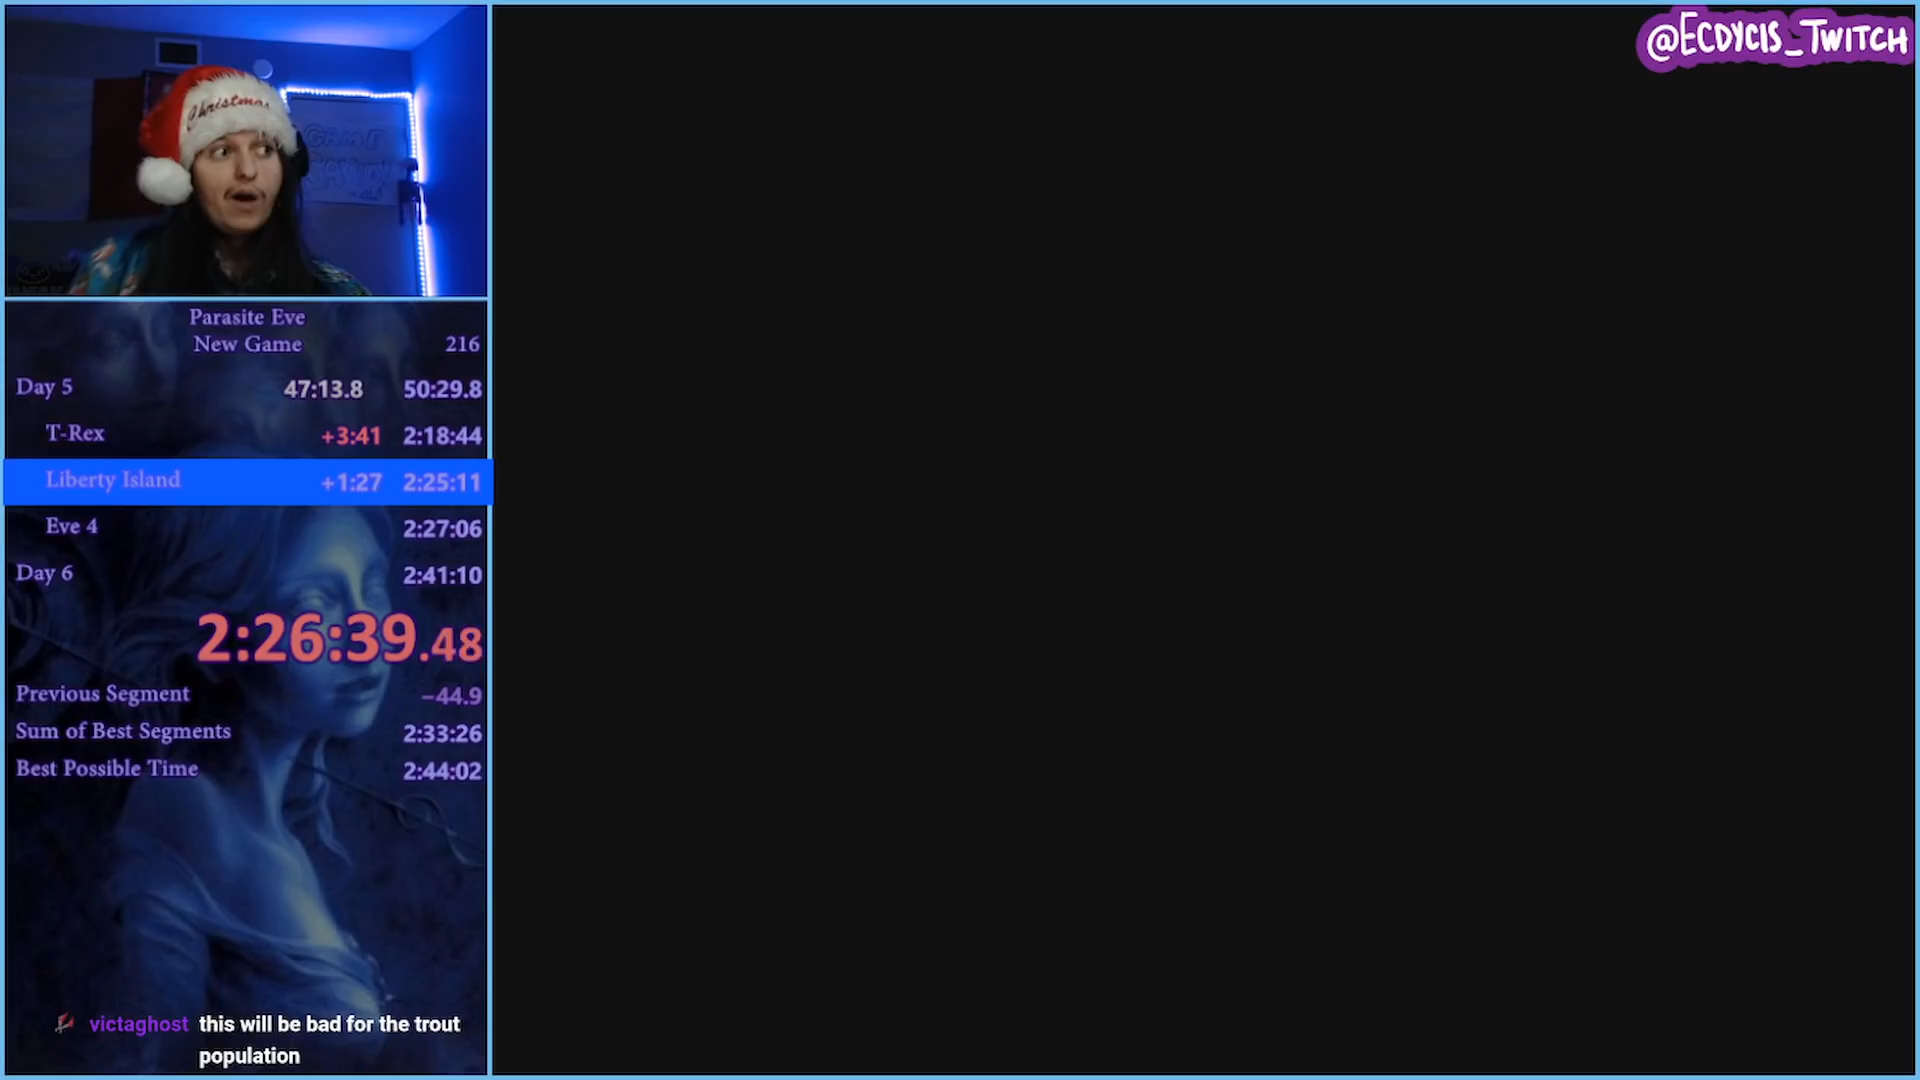 @ECDYCIS_TWITCH
Christmas
GAME
Parasite Eve
New Game 216
Day 5 47:13.8 50:29.8
T-Rex +3:41 2:18:44
Liberty Island +1:27 2:25:11
Eve 4 2:27:06
Day 6 2:41:10
2:26:39.48
Previous Segment −44.9
Sum of Best Segments 2:33:26
Best Possible Time 2:44:02
victaghost this will be bad for the trout
population